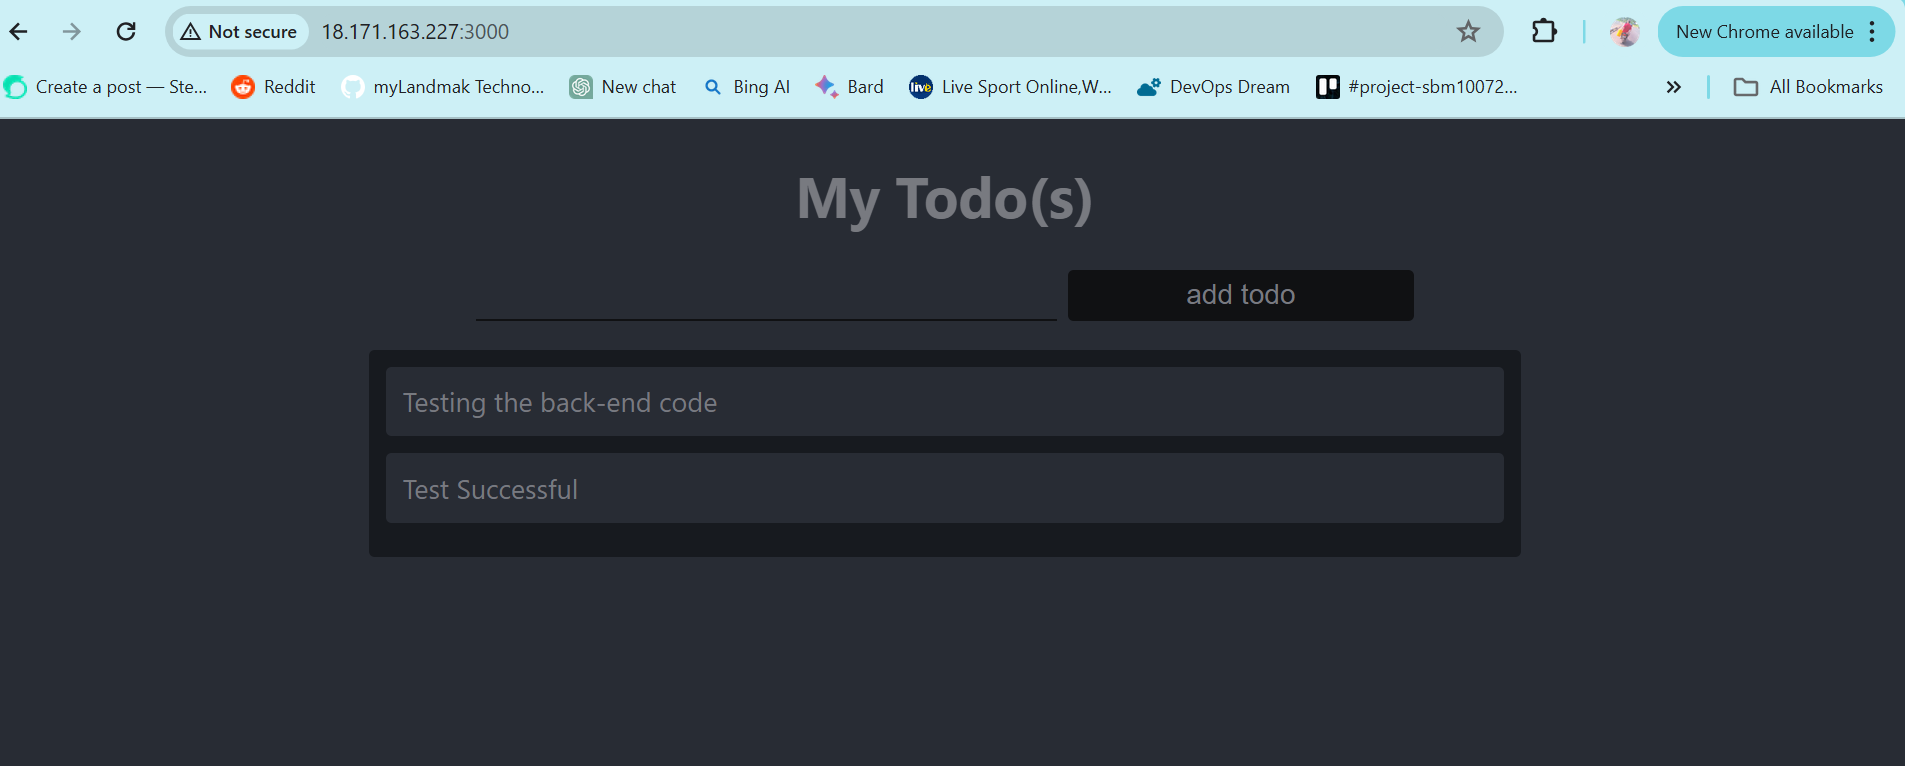 Not secure 18.171.163.227:3000 New Chrome available
Create a post — Ste... Reddit myLandmak Techno... New chat Bing AI Bard live Live Sport Online,W... DevOps Dream #project-sbm10072... » All Bookmarks
My Todo(s)
add todo
Testing the back-end code
Test Successful